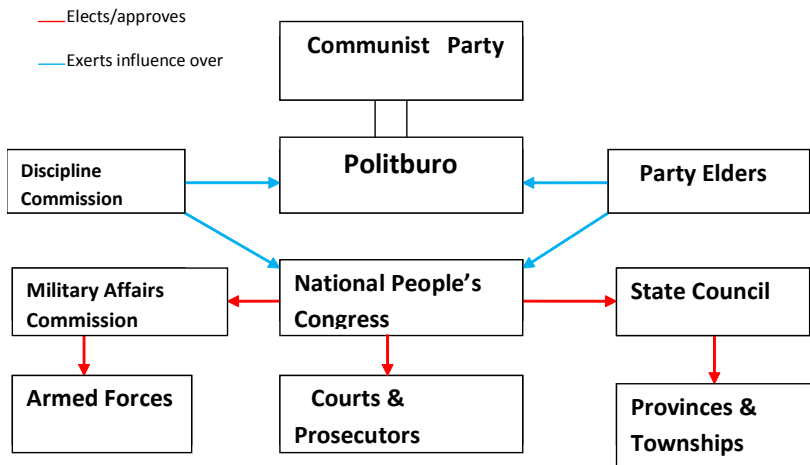 Elects/approves
Exerts influence over
Communist Party
Politburo
Discipline
Commission
Party Elders
Military Affairs
Commission
National People’s
Congress
State Council
Armed Forces
Courts &
Prosecutors
Provinces &
Townships